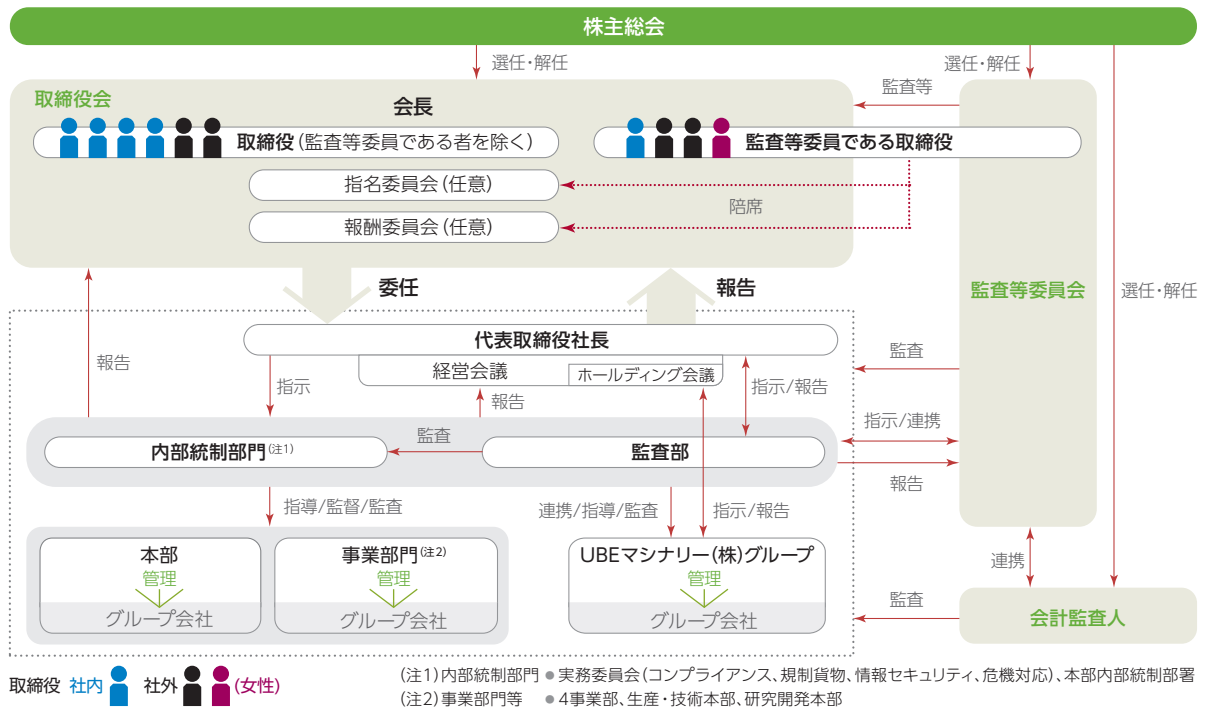 株主総会
選任・解任
選任・解任
取締役会
会長
監査等
取締役（監査等委員である者を除く）
監査等委員である取締役
指名委員会（任意）
陪席
報酬委員会（任意）
委任
報告
監査等委員会
選任・解任
代表取締役社長
報告
監査
経営会議
ホールディング会議
指示
報告
指示/報告
指示/連携
監査
内部統制部門(注1)
監査部
報告
指導/監督/監査
連携/指導/監査
指示/報告
本部
事業部門(注2)
UBEマシナリー（株）グループ
連携
管理
管理
管理
グループ会社
グループ会社
グループ会社
監査
会計監査人
取締役 社内 社外 (女性)
(注1)内部統制部門 ●実務委員会(コンプライアンス、規制貨物、情報セキュリティ、危機対応)、本部内部統制部署
(注2)事業部門等 ●4事業部、生産・技術本部、研究開発本部